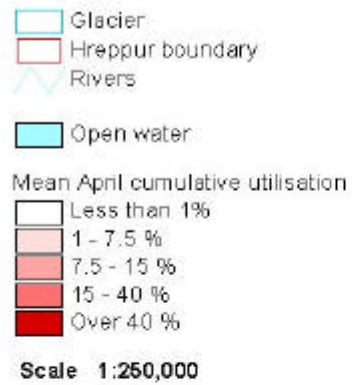 Glacier
Hreppur boundary
Rivers
Open water
Mean April cumulative utilisation
Less than 1%
1 - 7.5 %
7.5 - 15 %
15 - 40 %
Over 40 %
Scale 1:250,000